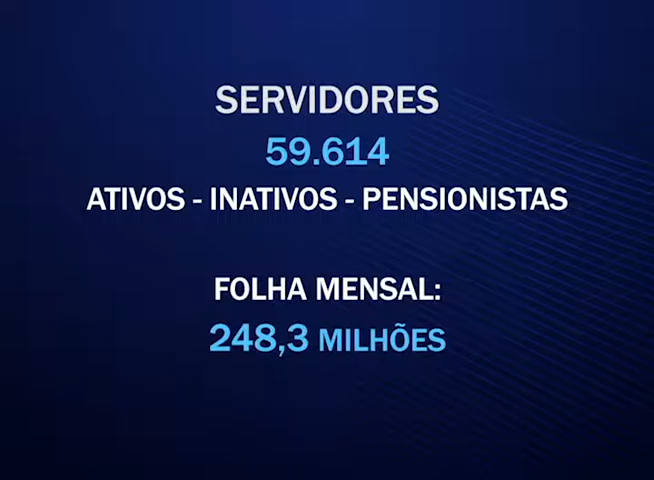 SERVIDORES
59.614
ATIVOS - INATIVOS - PENSIONISTAS
FOLHA MENSAL:
248,3 MILHÕES